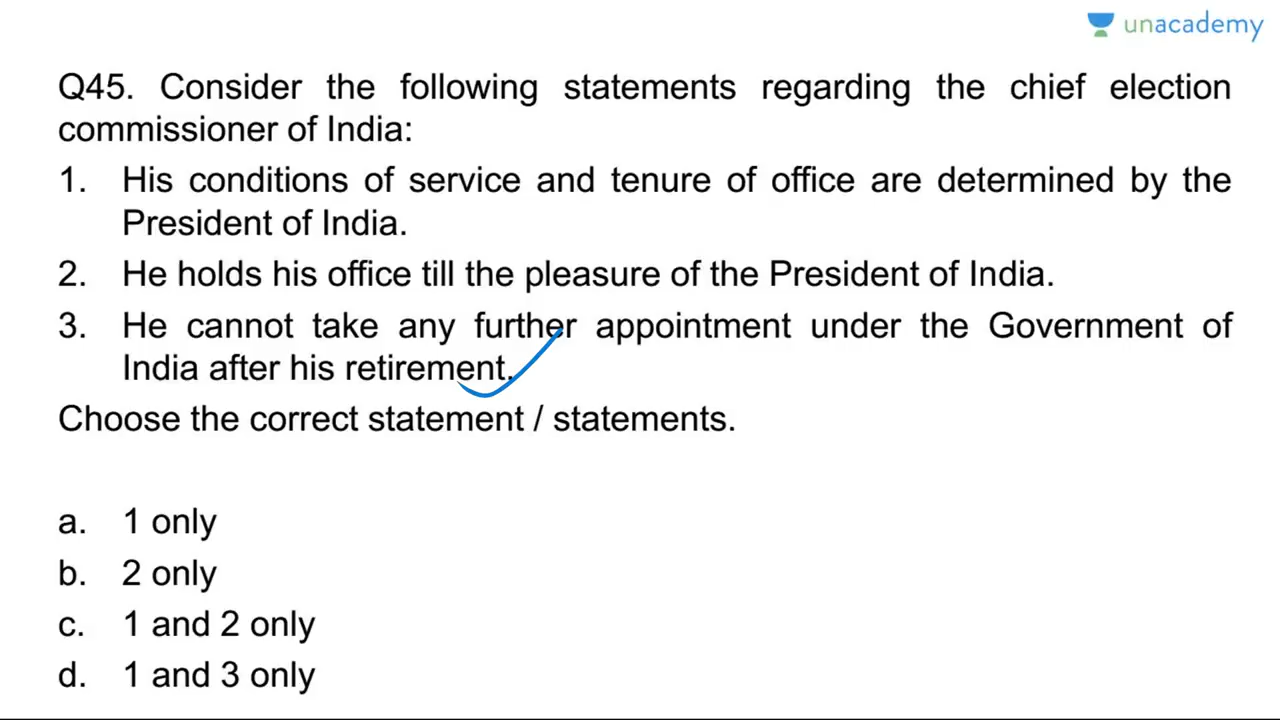 unacademy
Q45. Consider the following statements regarding the chief election
commissioner of India:
1. His conditions of service and tenure of office are determined by the
President of India.
2. He holds his office till the pleasure of the President of India.
3. He cannot take any further appointment under the Government of
India after his retirement.
Choose the correct statement / statements.
a. 1 only
b. 2 only
c. 1 and 2 only
d. 1 and 3 only